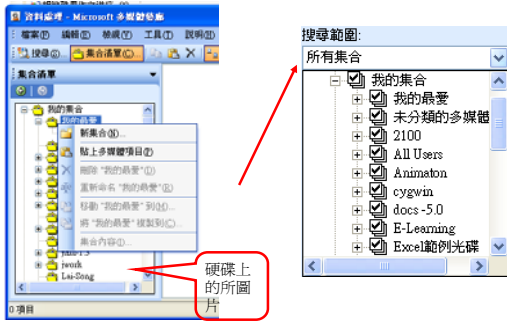 資料處理 - Microsoft 多媒體藝廊
檔案(F) 編輯(E) 檢視(V) 工具(T) 說明(H)
搜尋(S)... 集合清單(C)...
集合清單
我的集合
我的最愛
新集合(N)...
貼上多媒體項目(P)
刪除 "我的最愛"(D)
重新命名 "我的最愛"(R)
移動 "我的最愛" 到(M)...
將 "我的最愛" 複製到(C)...
集合內容(I)...
jwork
Lai-Song
0 項目
硬碟上
的所圖
片
搜尋範圍:
所有集合
我的集合
我的最愛
未分類的多媒體
2100
All Users
Animaton
cygwin
docs -5.0
E-Learning
Excel範例光碟